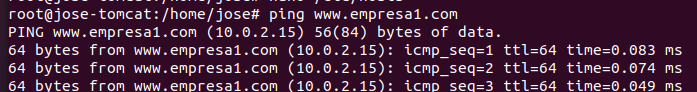 root@jose-tomcat:/home/jose# ping www.empresa1.com
PING www.empresa1.com (10.0.2.15) 56(84) bytes of data.
64 bytes from www.empresa1.com (10.0.2.15): icmp_seq=1 ttl=64 time=0.083 ms
64 bytes from www.empresa1.com (10.0.2.15): icmp_seq=2 ttl=64 time=0.074 ms
64 bytes from www.empresa1.com (10.0.2.15): icmp_seq=3 ttl=64 time=0.049 ms